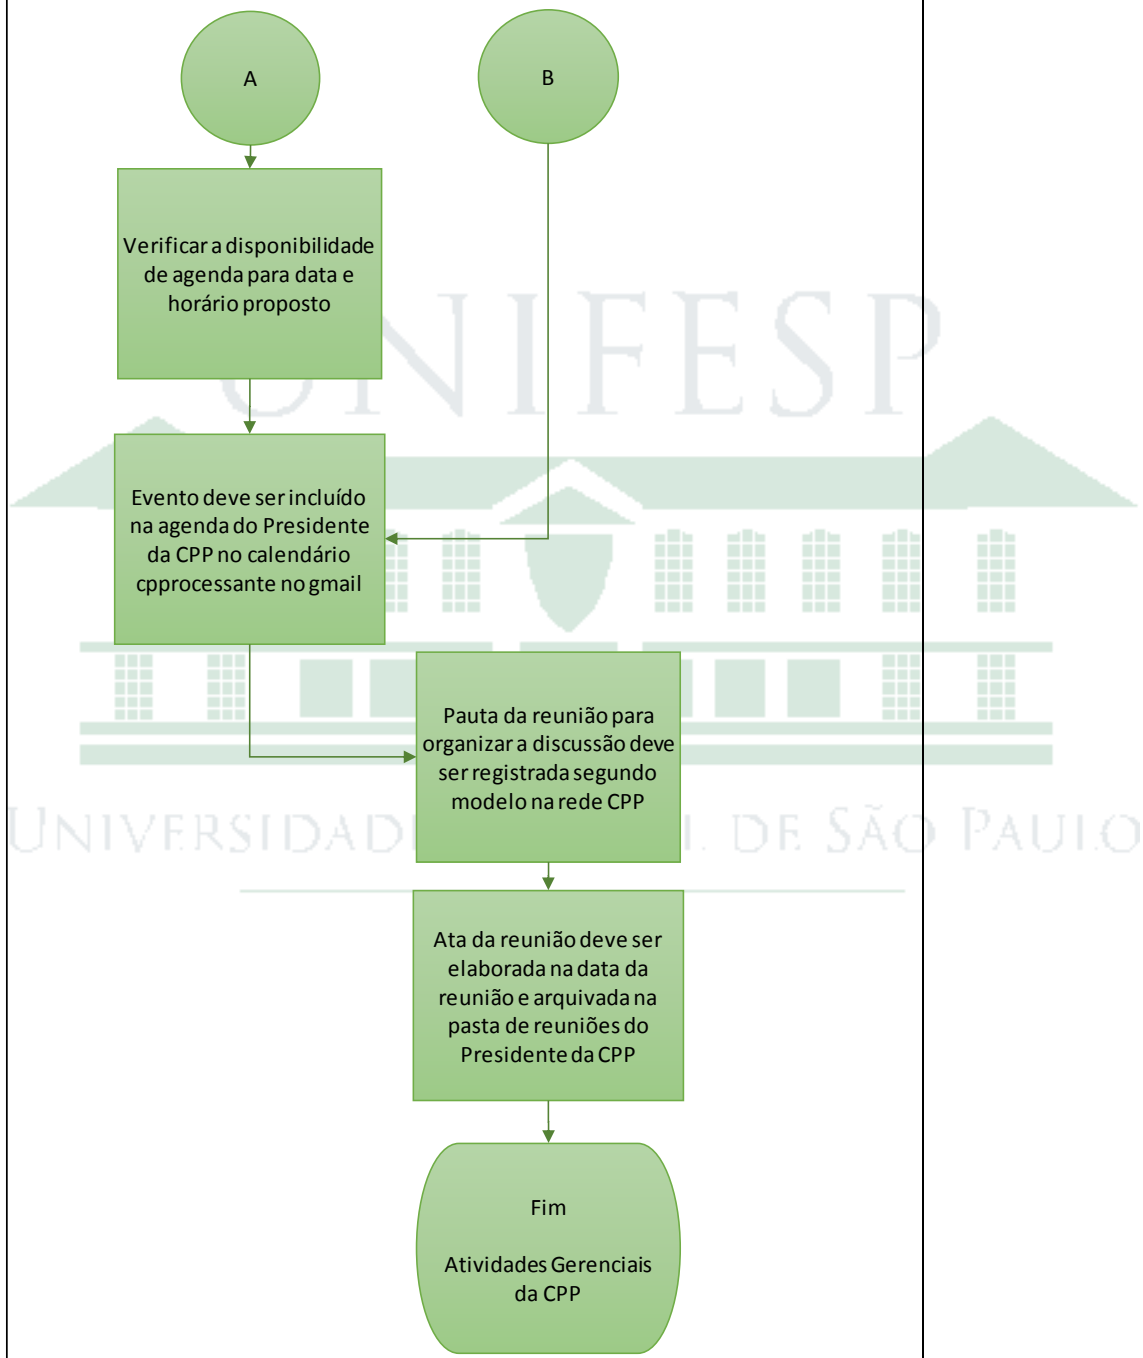 A
B
Verificar a disponibilidade
de agenda para data e
horário proposto
UNIFESP
Evento deve ser incluído
na agenda do Presidente
da CPP no calendário
cpprocessante no gmail
Pauta da reunião para
organizar a discussão deve
ser registrada segundo
modelo na rede CPP
UNIVERSIDADE DE SÃO PAULO
Ata da reunião deve ser
elaborada na data da
reunião e arquivada na
pasta de reuniões do
Presidente da CPP
Fim
Atividades Gerenciais
da CPP